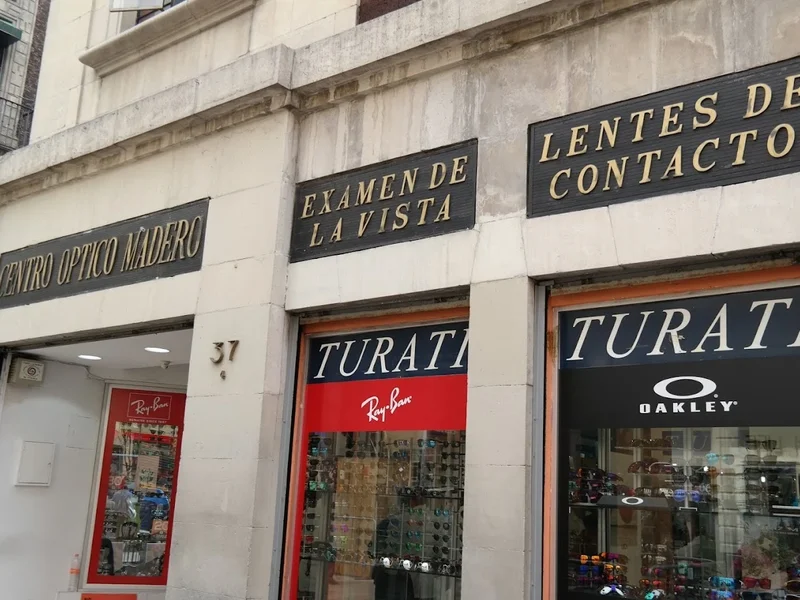 CENTRO OPTICO MADERO
EXAMEN DE
LA VISTA
LENTES DE
CONTACTO
37
TURATI
Ray-Ban
TURATI
OAKLEY
Ray-Ban